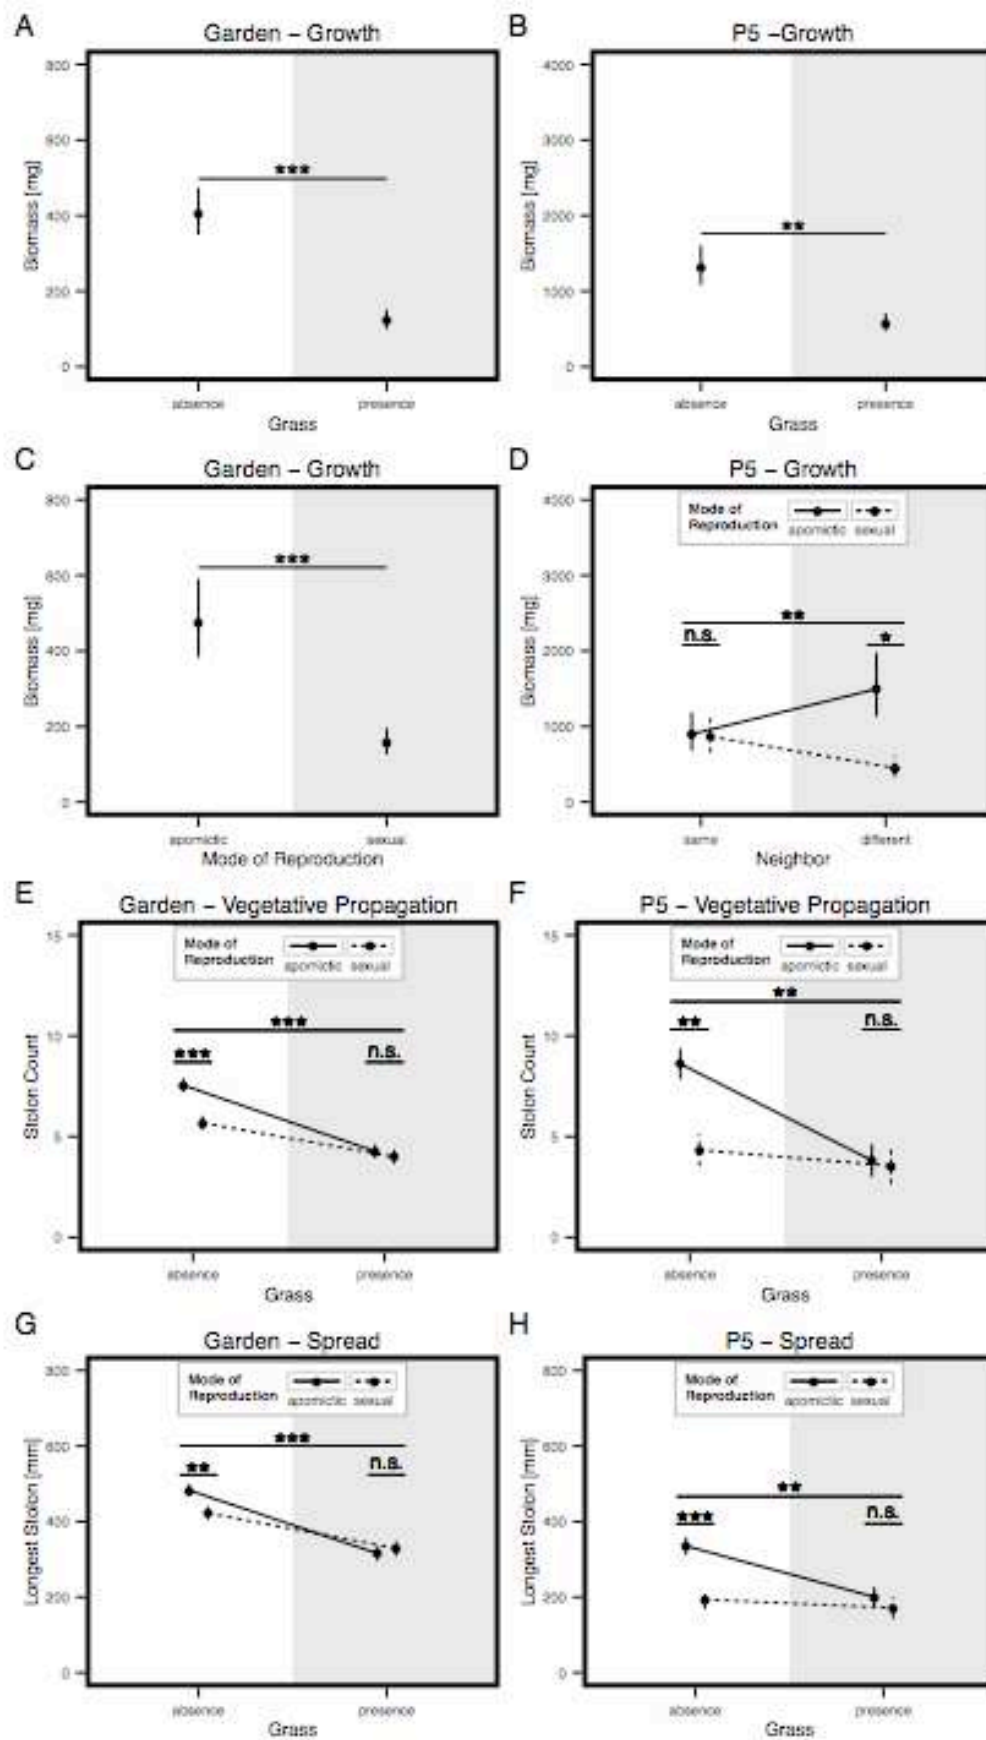 A
Garden – Growth
Biomass [mg]
800
600
400
200
0
***
absence presence
Grass
B
P5 –Growth
Biomass [mg]
4000
3000
2000
1000
0
**
absence presence
Grass
C
Garden – Growth
Biomass [mg]
800
600
400
200
0
***
apomictic sexual
Mode of Reproduction
D
P5 – Growth
Biomass [mg]
4000
3000
2000
1000
0
Mode of
Reproduction
apomictic sexual
**
n.s. *
same different
Neighbor
E
Garden – Vegetative Propagation
Stolon Count
15
10
5
0
Mode of
Reproduction
apomictic sexual
***
*** n.s.
absence presence
Grass
F
P5 – Vegetative Propagation
Stolon Count
15
10
5
0
Mode of
Reproduction
apomictic sexual
**
** n.s.
absence presence
Grass
G
Garden – Spread
Longest Stolon [mm]
800
600
400
200
0
Mode of
Reproduction
apomictic sexual
***
** n.s.
absence presence
Grass
H
P5 – Spread
Longest Stolon [mm]
800
600
400
200
0
Mode of
Reproduction
apomictic sexual
**
*** n.s.
absence presence
Grass